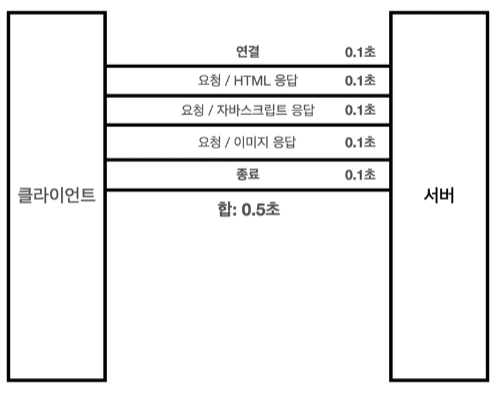 연결 0.1초
요청 / HTML 응답 0.1초
요청 / 자바스크립트 응답 0.1초
요청 / 이미지 응답 0.1초
종료 0.1초
클라이언트
서버
합: 0.5초